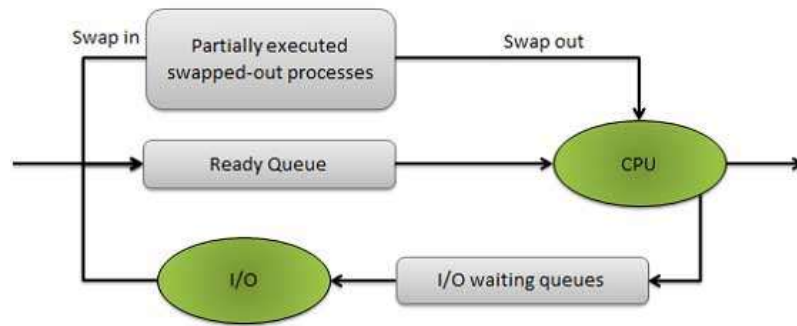 Swap in
Partially executed
swapped-out processes
Swap out
Ready Queue
CPU
I/O
I/O waiting queues